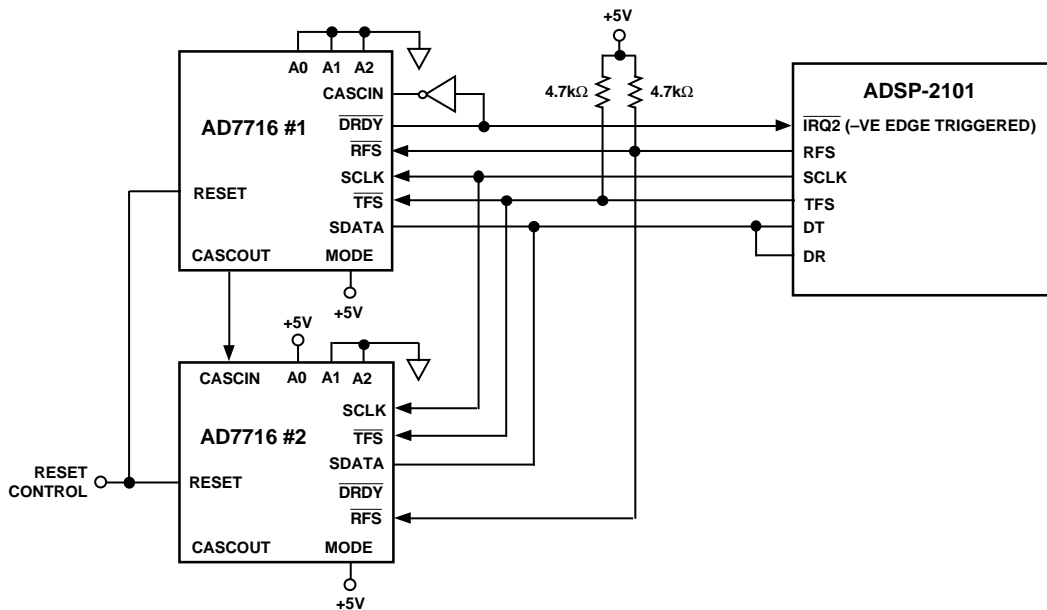 +5V
A0 A1 A2
4.7kΩ 4.7kΩ
CASCIN
ADSP-2101
AD7716 #1
DRDY
IRQ2 (–VE EDGE TRIGGERED)
RFS
RFS
SCLK
SCLK
RESET
TFS
TFS
SDATA
DT
CASCOUT MODE
DR
+5V
+5V
CASCIN A0 A1 A2
SCLK
AD7716 #2
TFS
SDATA
RESET CONTROL
RESET
DRDY
RFS
CASCOUT MODE
+5V